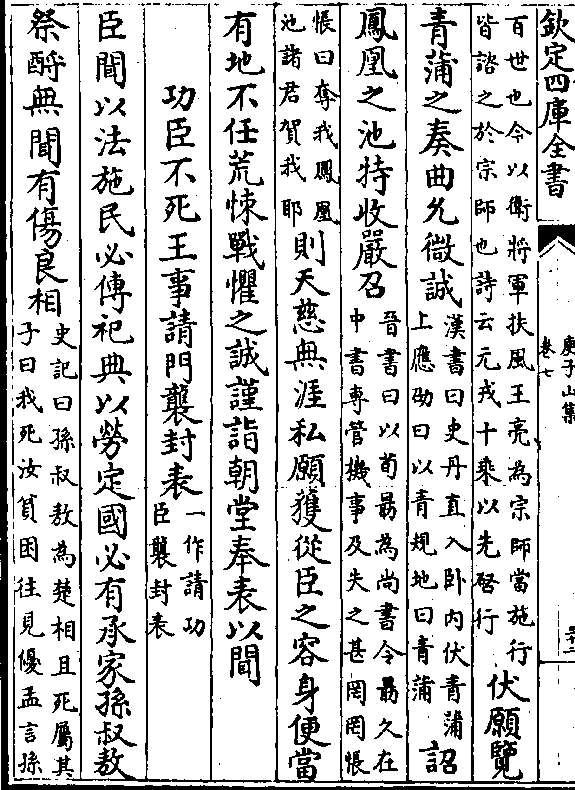 欽定四庫全書
庾子山集
卷七
百世也令以衛將軍扶風王亮為宗師當施行
皆諮之於宗師也詩云元戎十乘以先啓行
伏願覽
青蒲之奏曲允微誠
漢書曰史丹直入卧内伏青蒲
上應劭曰以青規地曰青蒲
詔
鳳凰之池持收嚴召
晉書曰以荀勗為尚書令勗久在
中書專管機事及失之甚罔罔悵
悵曰奪我鳳凰
池諸君賀我耶
則天慈無涯私願獲從臣之容身便當
有地不任荒悚戰懼之誠謹詣朝堂奉表以聞
功臣不死王事請門襲封表
一作請功
臣襲封表
臣聞以法施民必傳祀典以勞定國必有承家孫叔敖
祭酹無聞有傷良相
史記曰孫叔敖為楚相且死屬其
子曰我死汝貧困往見優孟言孫